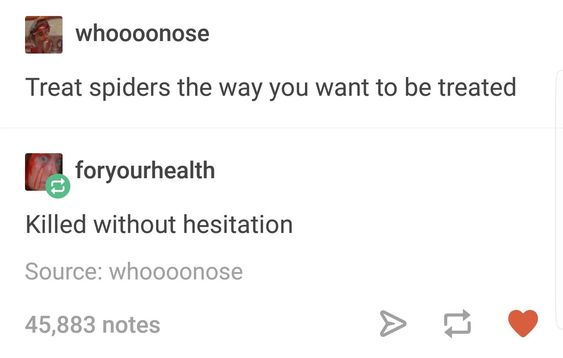 whoooonose
Treat spiders the way you want to be treated
foryourhealth
Killed without hesitation
Source: whoooonose
45,883 notes